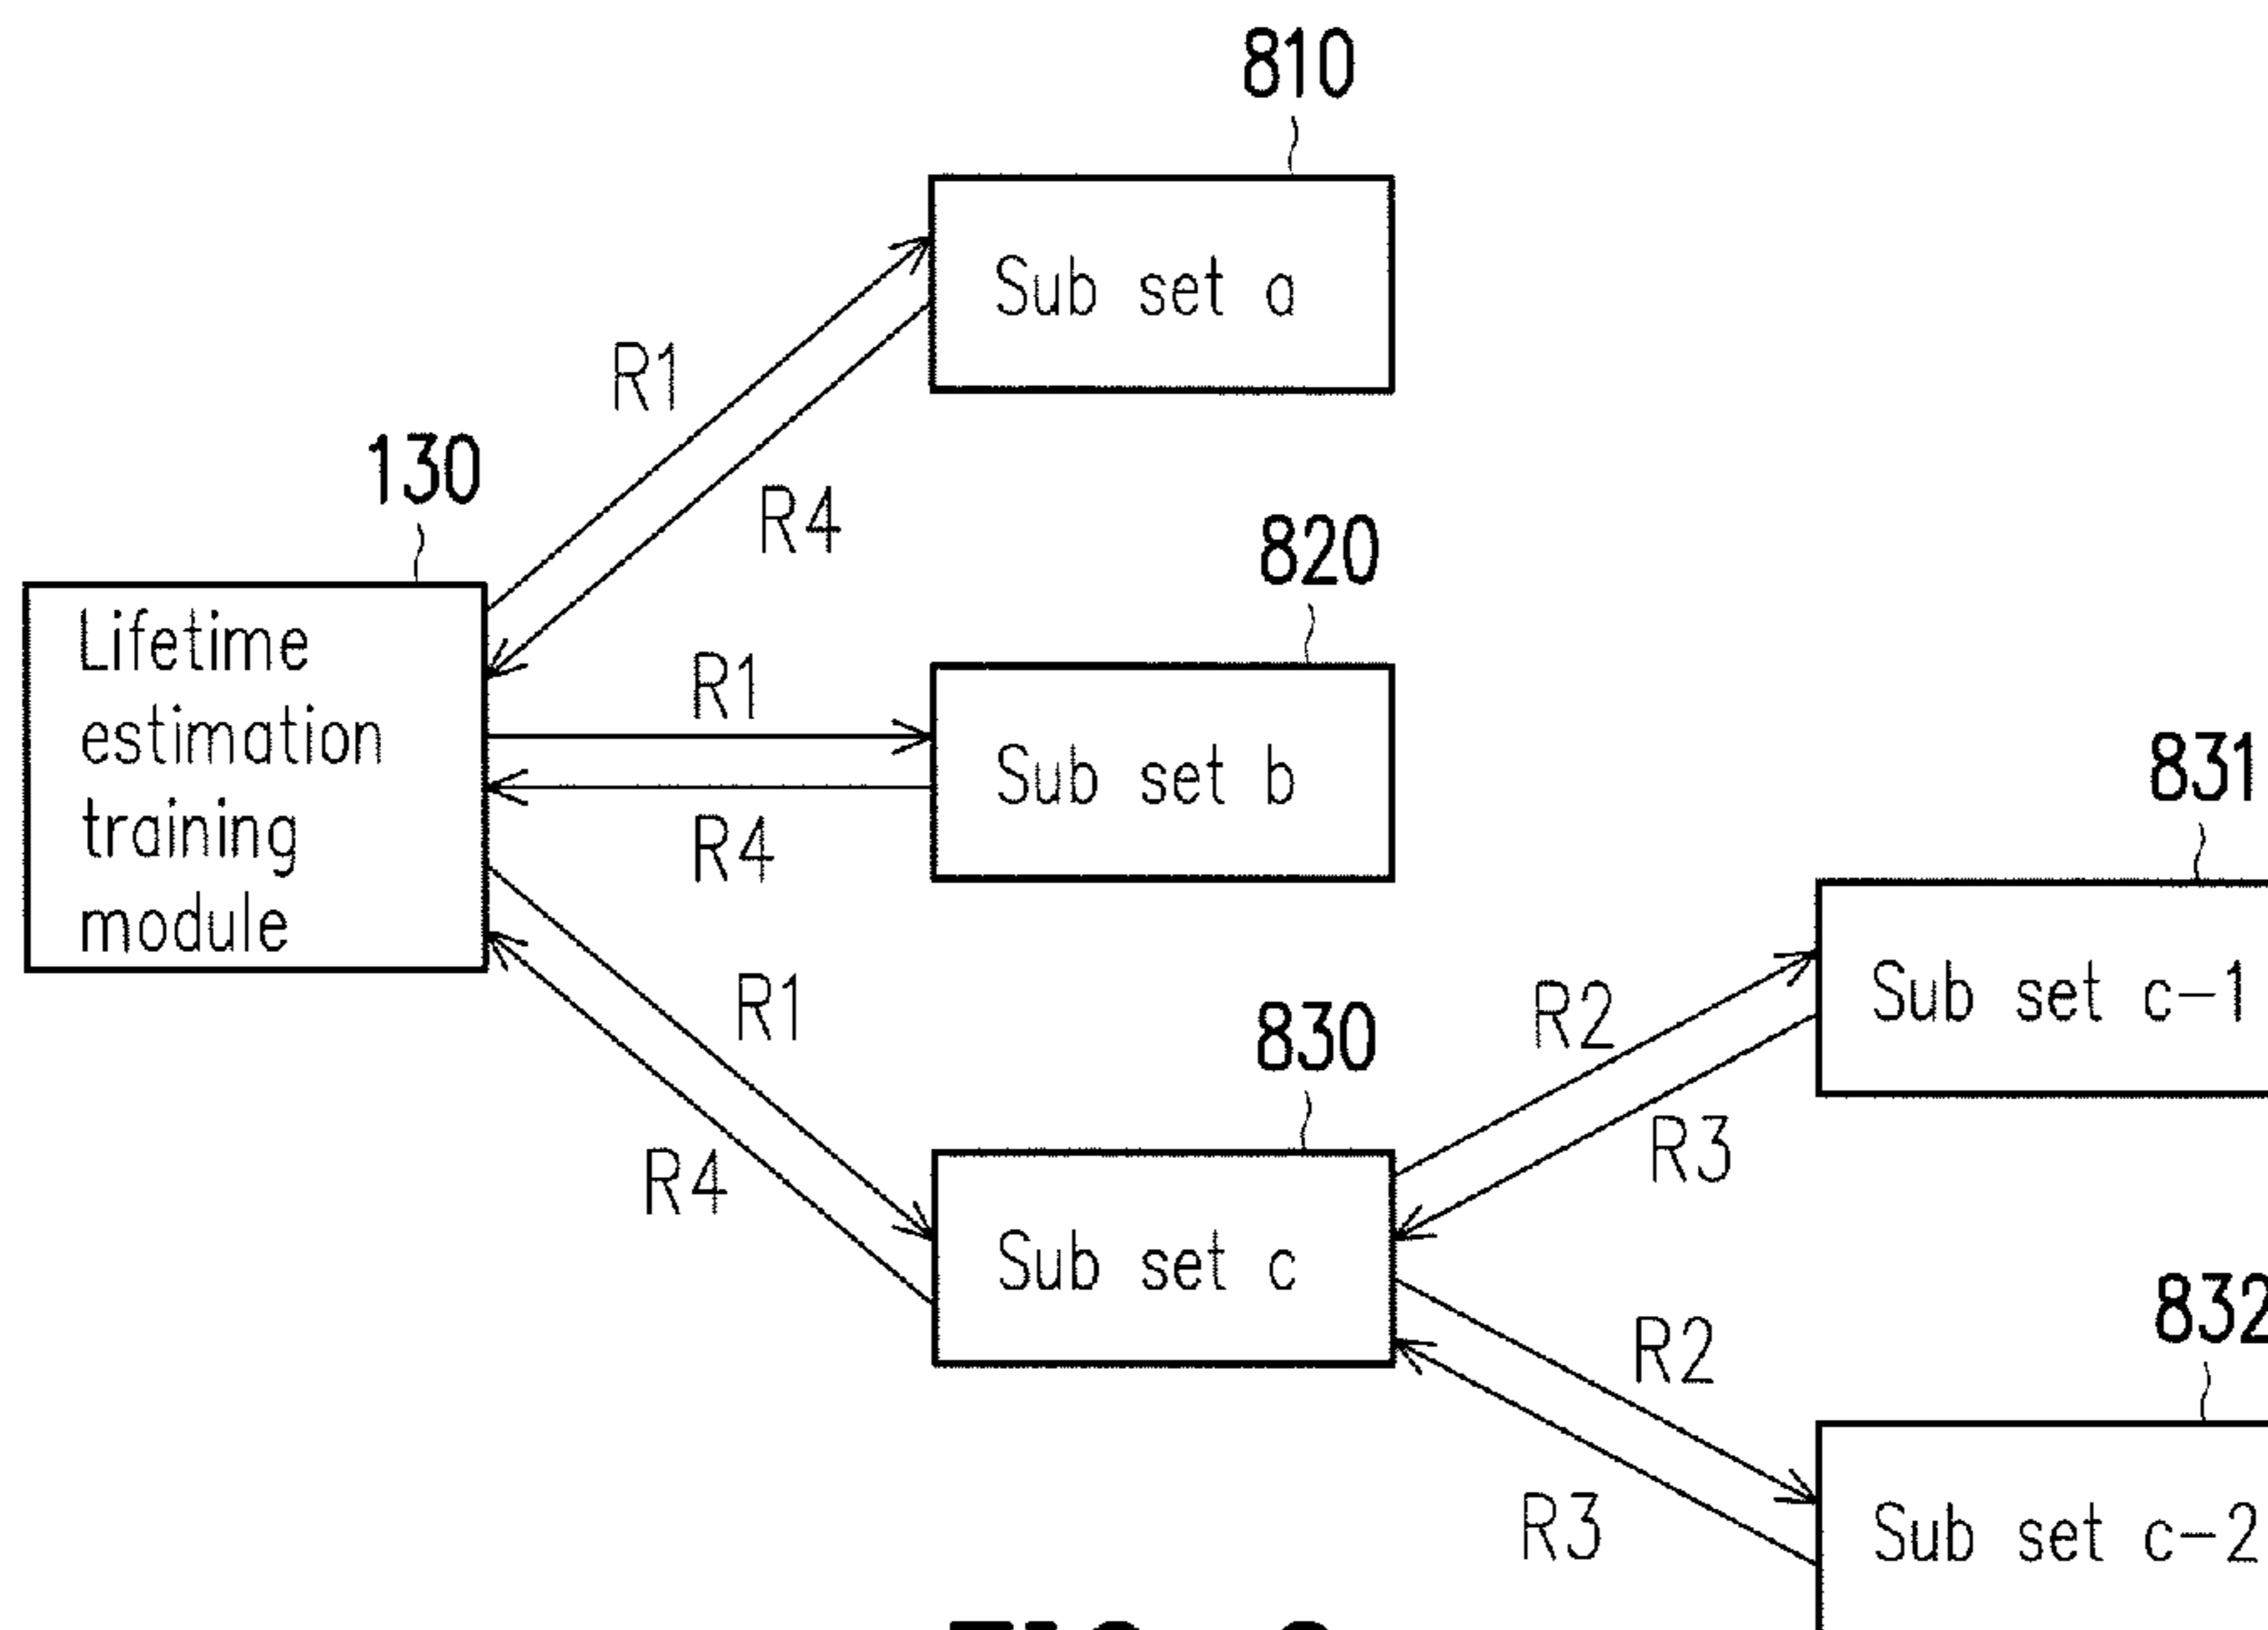 810
Sub set a
R1
R4
130
Lifetime
estimation
training
module
820
R1
Sub set b
R4
831
Sub set c-1
R1
R4
830
Sub set c
R2
R3
832
R2
R3
Sub set c-2